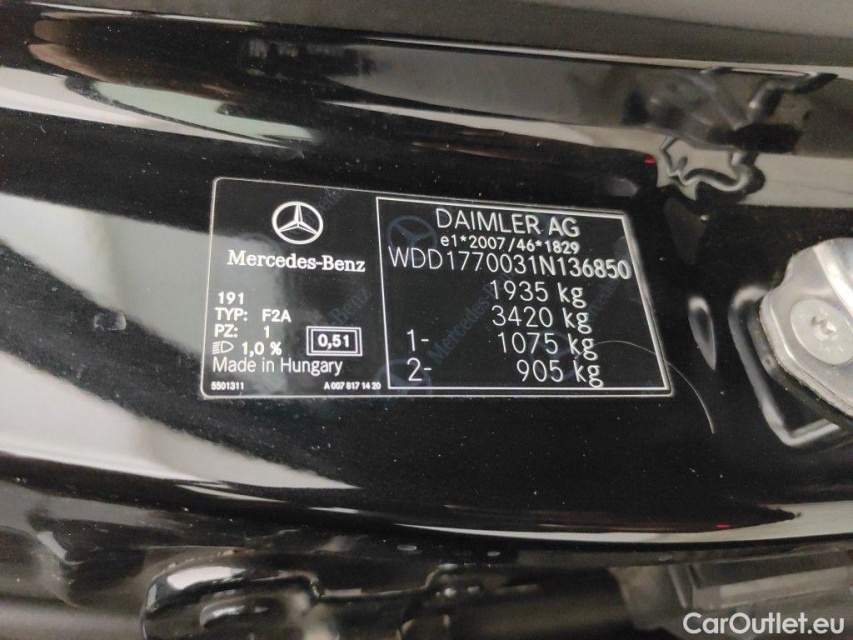 Mercedes-Benz
191
TYP: F2A
PZ: 1
1,0 %
0,51
Made in Hungary
5501311
A 007 817 14 20
DAIMLER AG
e1*2007/46*1829
WDD1770031N136850
1935 kg
3420 kg
1- 1075 kg
2- 905 kg
Mercedes-Benz
CarOutlet.eu